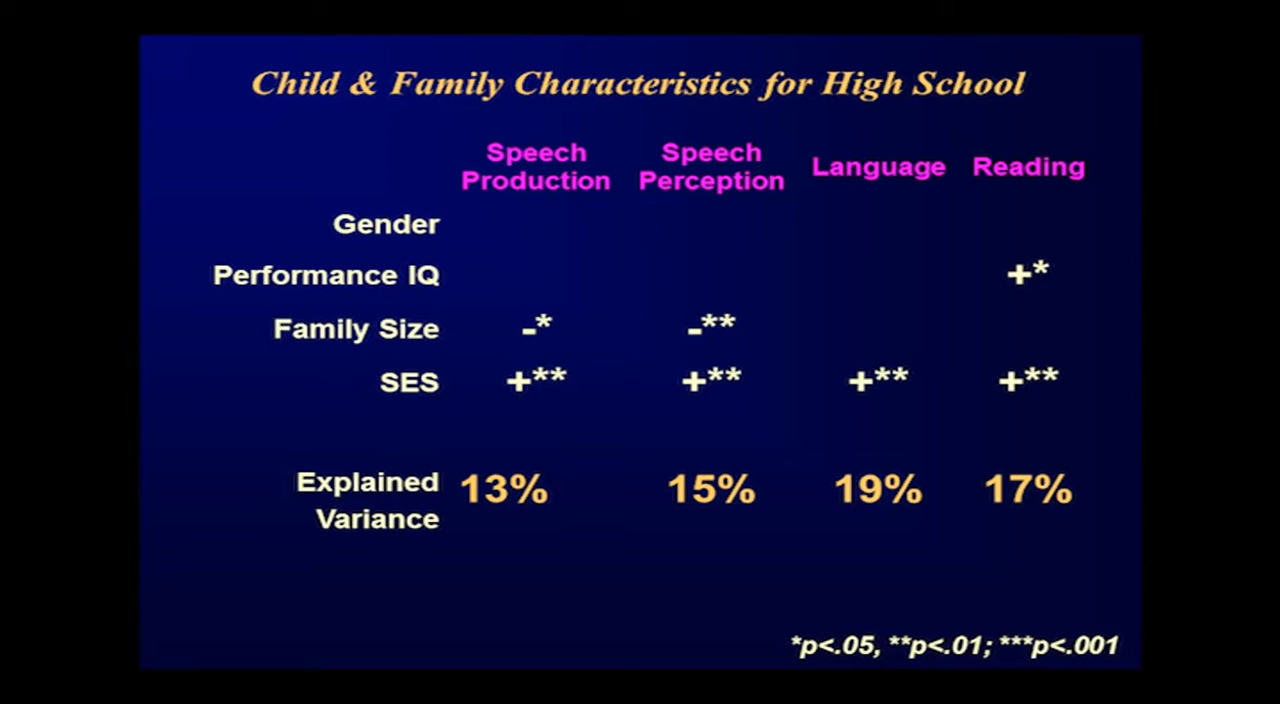 Child & Family Characteristics for High School
Speech Production Speech Perception Language Reading
Gender
Performance IQ +*
Family Size -* -**
SES +** +** +** +**
Explained Variance 13% 15% 19% 17%
*p<.05, **p<.01; ***p<.001